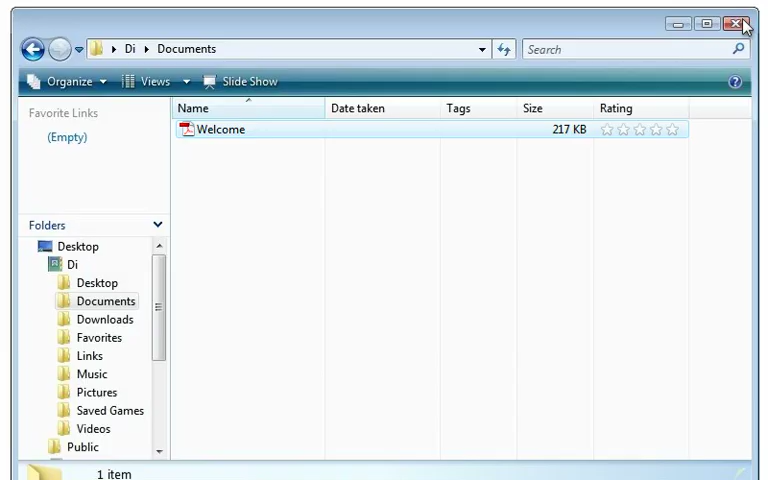 Di Documents Search
Organize Views Slide Show
Favorite Links
(Empty)
Name Date taken Tags Size Rating
Welcome 217 KB
Folders
Desktop
Di
Desktop
Documents
Downloads
Favorites
Links
Music
Pictures
Saved Games
Videos
Public
1 item